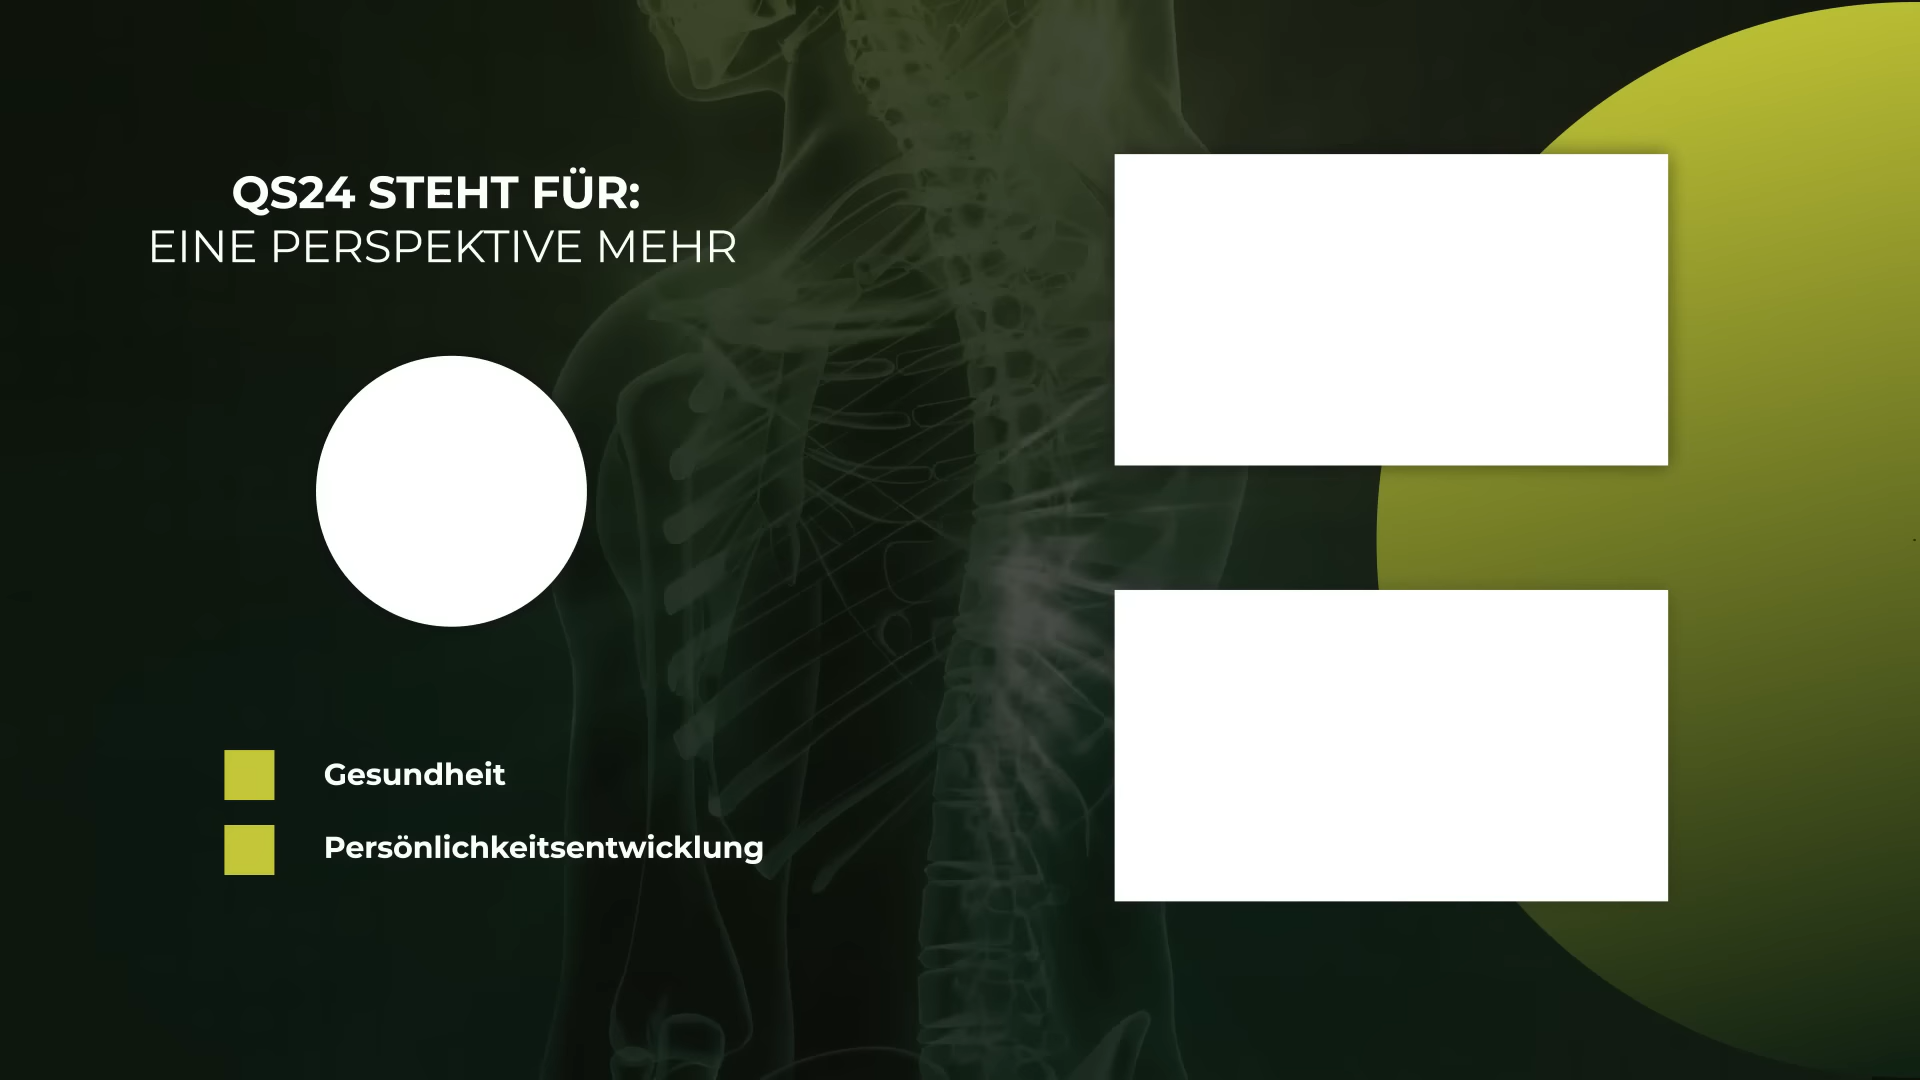 QS24 STEHT FÜR:
EINE PERSPEKTIVE MEHR
Gesundheit
Persönlichkeitsentwicklung